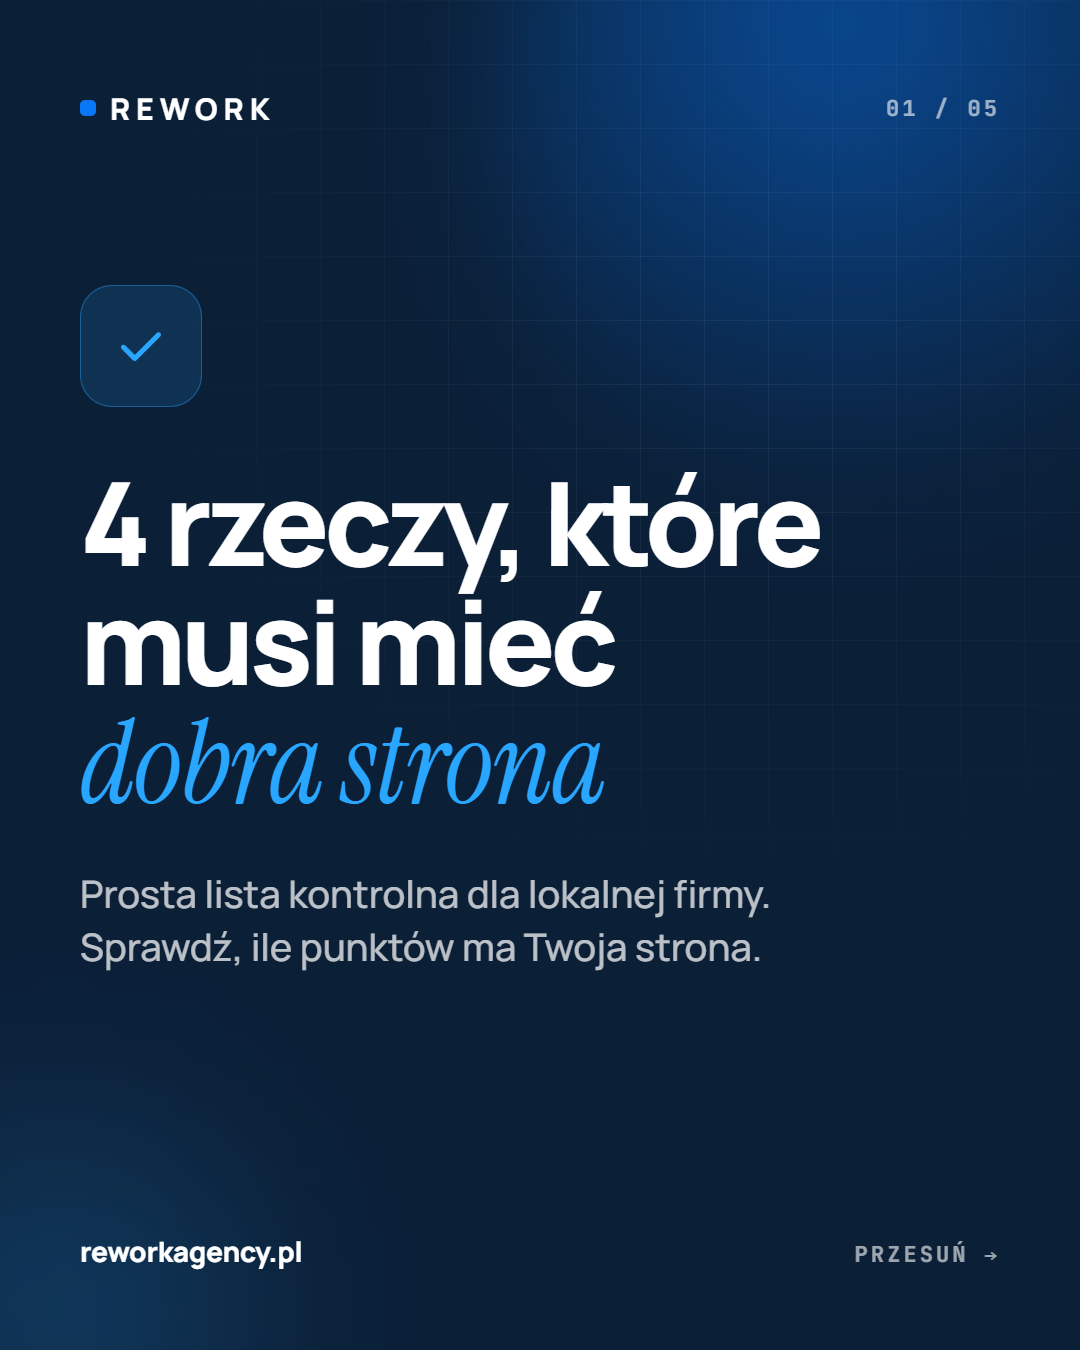 REWORK
01 / 05
4 rzeczy, które
musi mieć
dobra strona
Prosta lista kontrolna dla lokalnej firmy.
Sprawdź, ile punktów ma Twoja strona.
reworkagency.pl
PRZESUŃ →